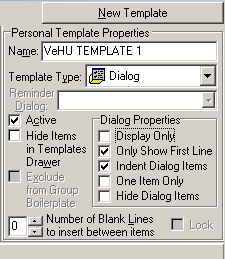 New Template
Personal Template Properties
Name: VeHU TEMPLATE 1
Template Type: Dialog
Reminder
Dialog:
Active
Hide Items
in Templates
Drawer
Exclude
from Group
Boilerplate
Dialog Properties
Display Only
Only Show First Line
Indent Dialog Items
One Item Only
Hide Dialog Items
0 Number of Blank Lines
to insert between items
Lock